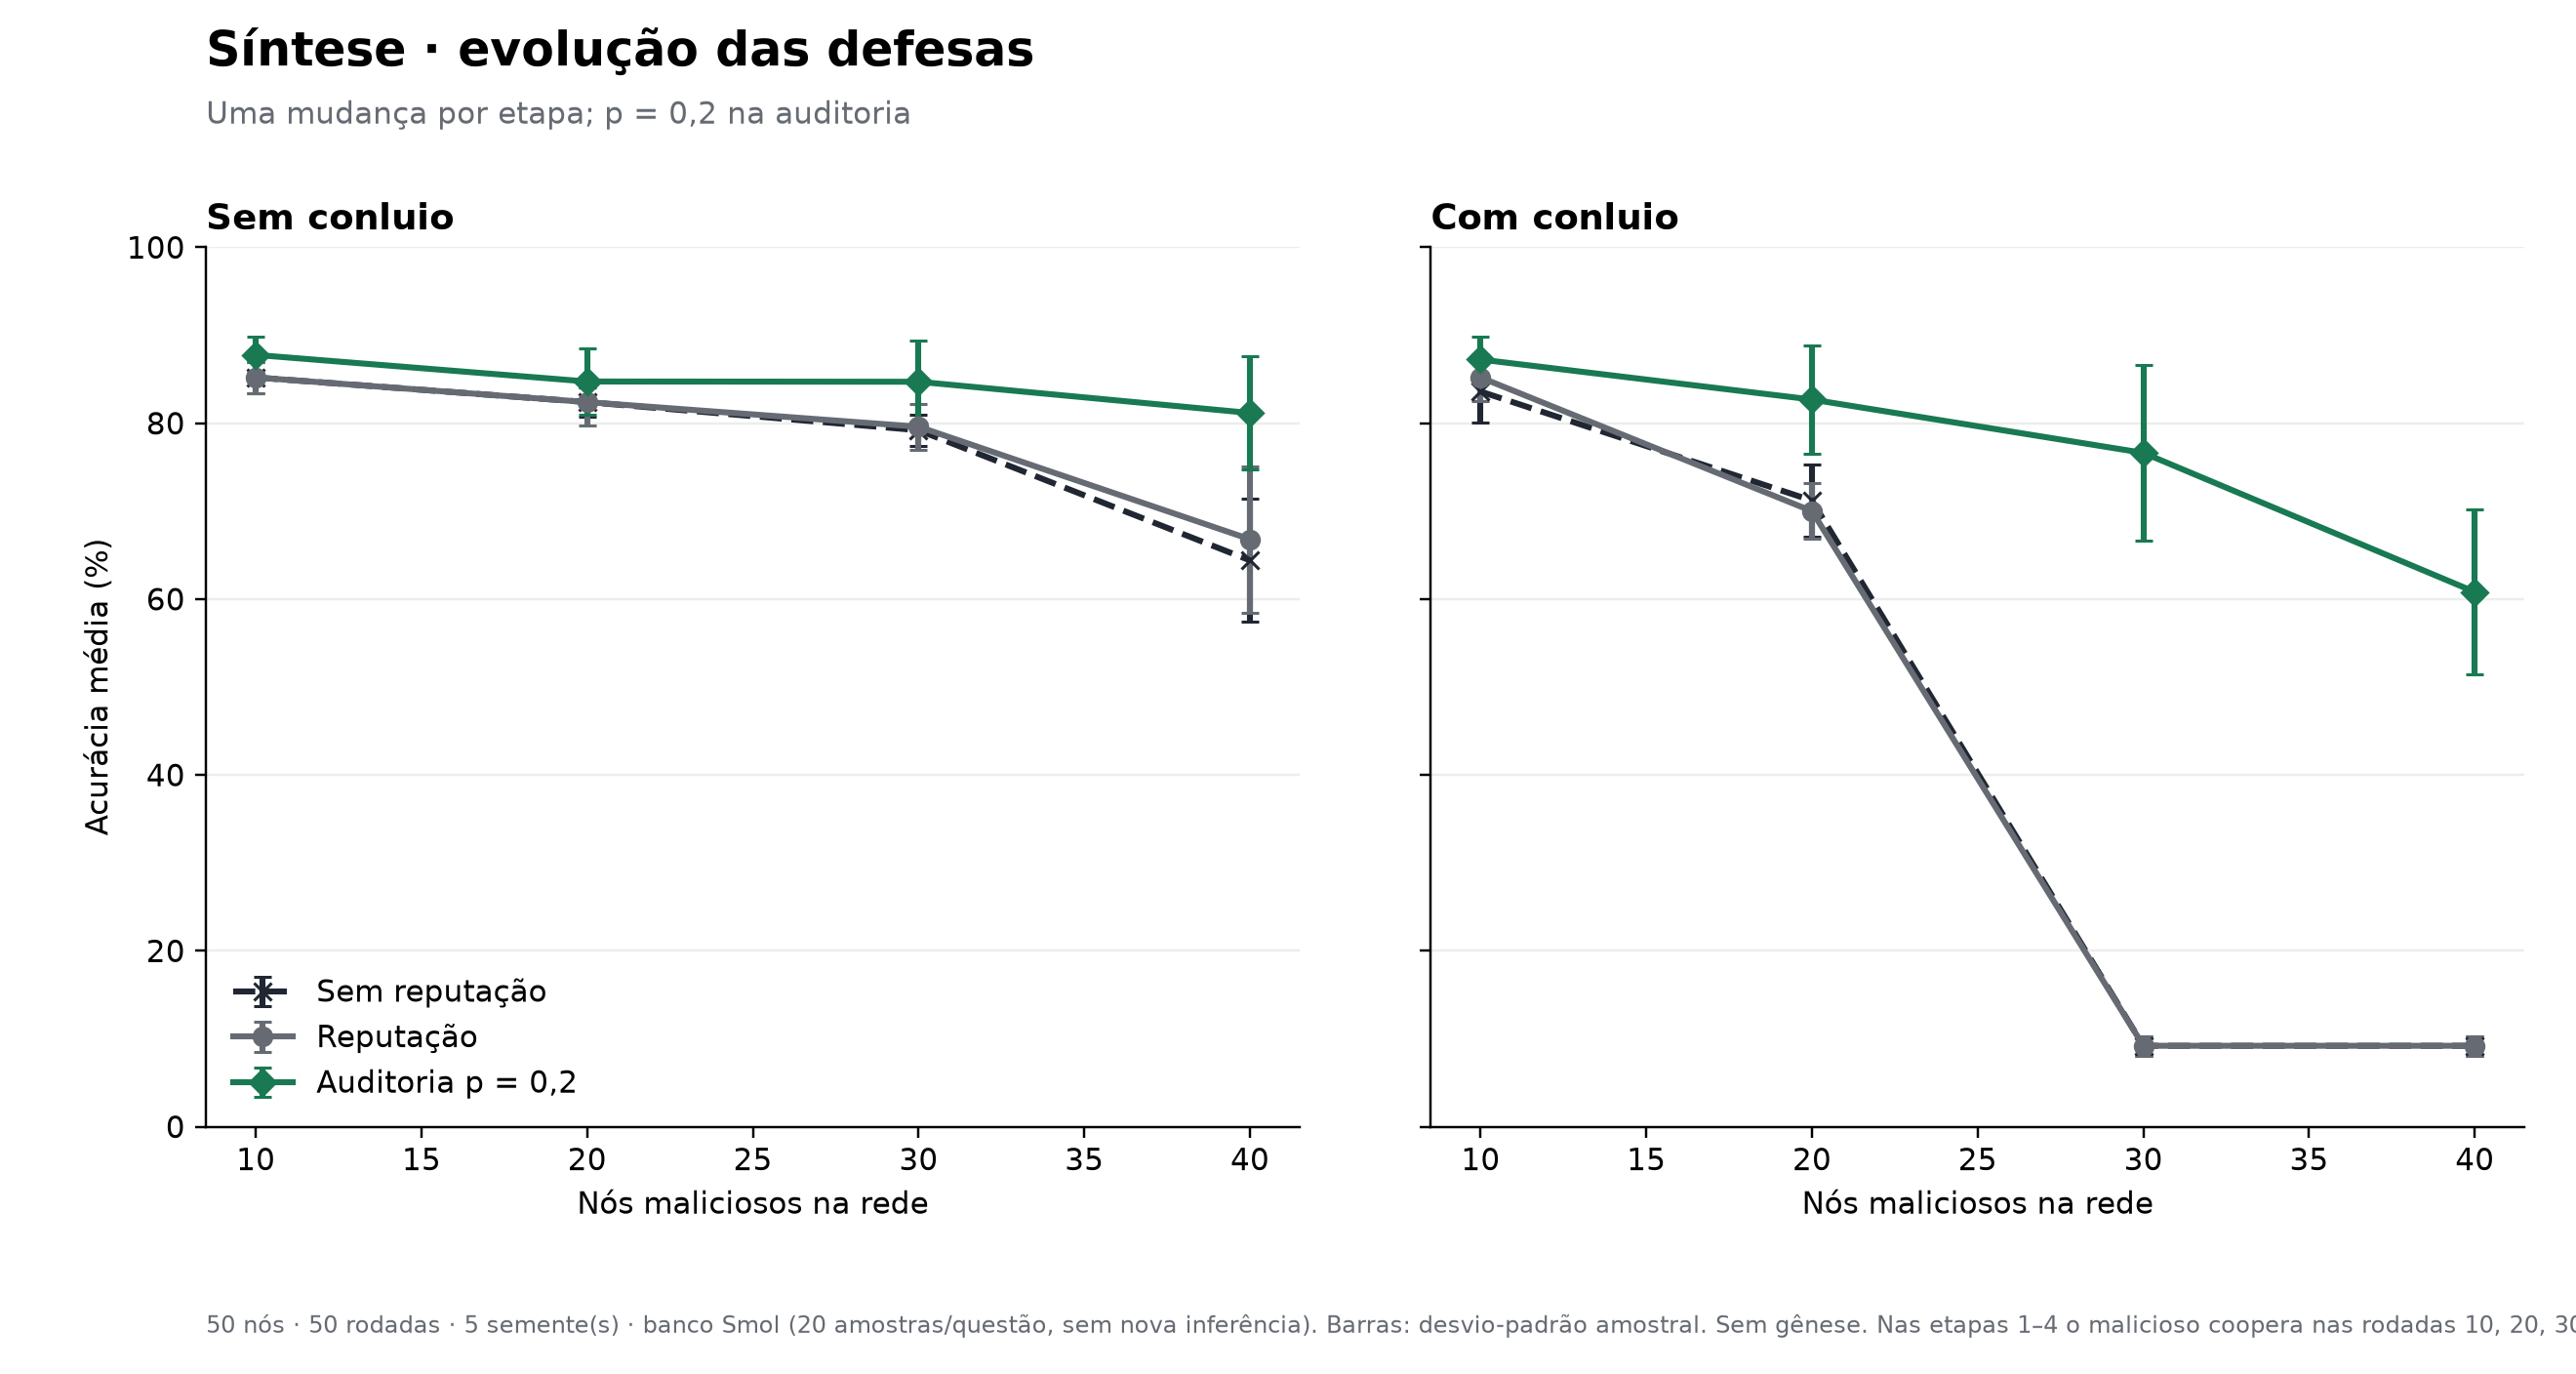 Síntese · evolução das defesas
Uma mudança por etapa; p = 0,2 na auditoria
Sem conluio
Com conluio
Acurácia média (%)
100
80
60
40
20
0
Sem reputação
Reputação
Auditoria p = 0,2
10 15 20 25 30 35 40
10 15 20 25 30 35 40
Nós maliciosos na rede
Nós maliciosos na rede
50 nós · 50 rodadas · 5 semente(s) · banco Smol (20 amostras/questão, sem nova inferência). Barras: desvio-padrão amostral. Sem gênese. Nas etapas 1–4 o malicioso coopera nas rodadas 10, 20, 30